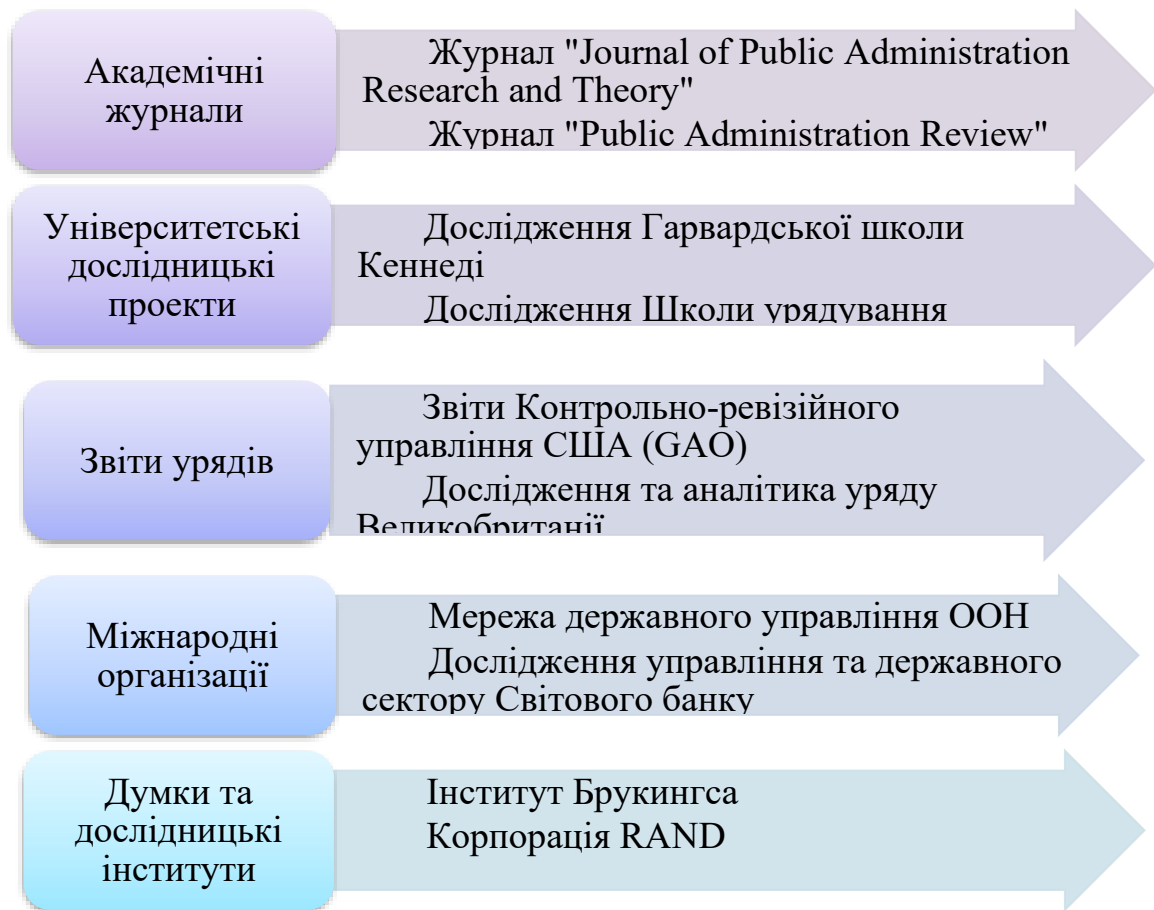 Академічні
журнали
Журнал "Journal of Public Administration
Research and Theory"
Журнал "Public Administration Review"
Університетські
дослідницькі
проекти
Дослідження Гарвардської школи
Кеннеді
Дослідження Школи урядування
Звіти урядів
Звіти Контрольно-ревізійного
управління США (GAO)
Дослідження та аналітика уряду
Великобританії
Міжнародні
організації
Мережа державного управління ООН
Дослідження управління та державного
сектору Світового банку
Думки та
дослідницькі
інститути
Інститут Брукингса
Корпорація RAND